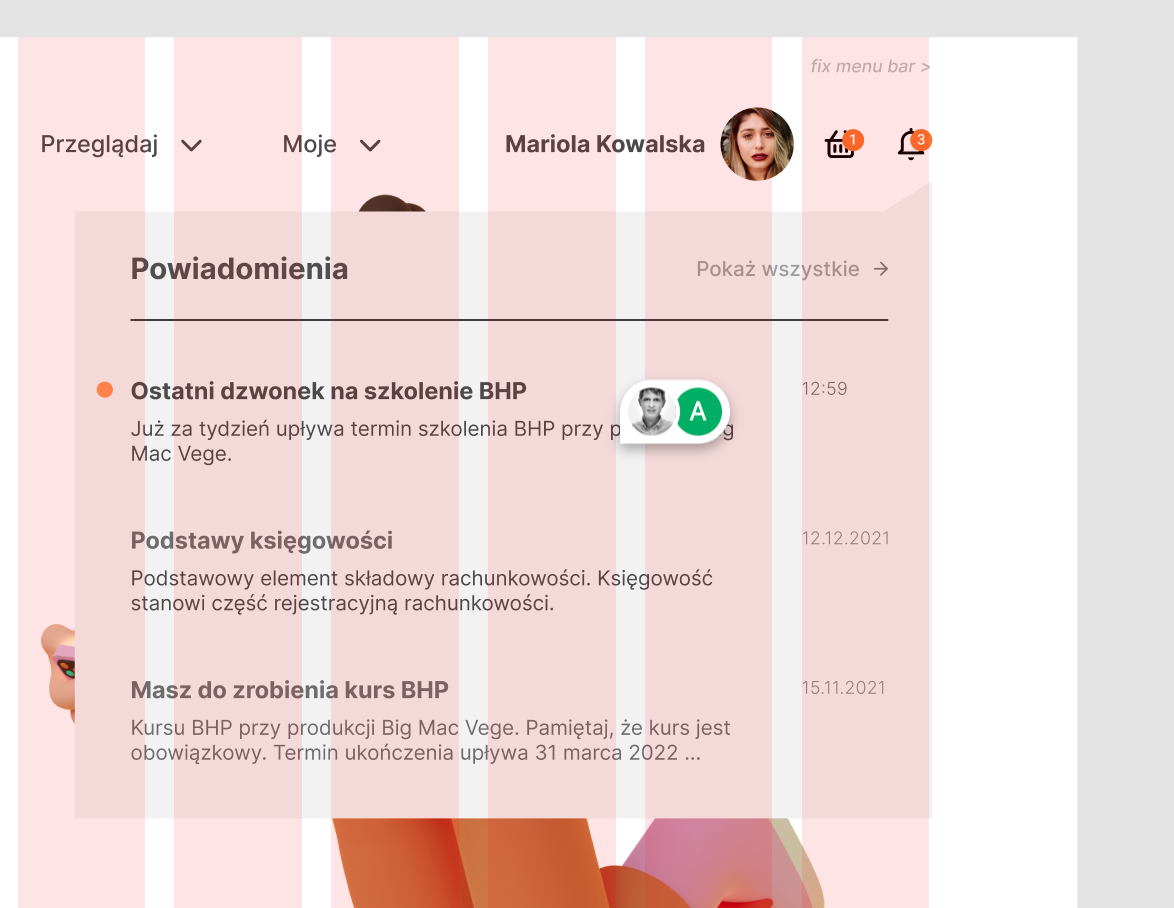 fix menu bar >
Przeglądaj
Moje
Mariola Kowalska
1
3
Powiadomienia
Pokaż wszystkie
Ostatni dzwonek na szkolenie BHP
12:59
A
Już za tydzień upływa termin szkolenia BHP przy
Mac Vege.
Podstawy księgowości
12.12.2021
Podstawowy element składowy rachunkowości. Księgowość
stanowi część rejestracyjną rachunkowości.
Masz do zrobienia kurs BHP
15.11.2021
Kursu BHP przy produkcji Big Mac Vege. Pamiętaj, że kurs jest
obowiązkowy. Termin ukończenia upływa 31 marca 2022 ...